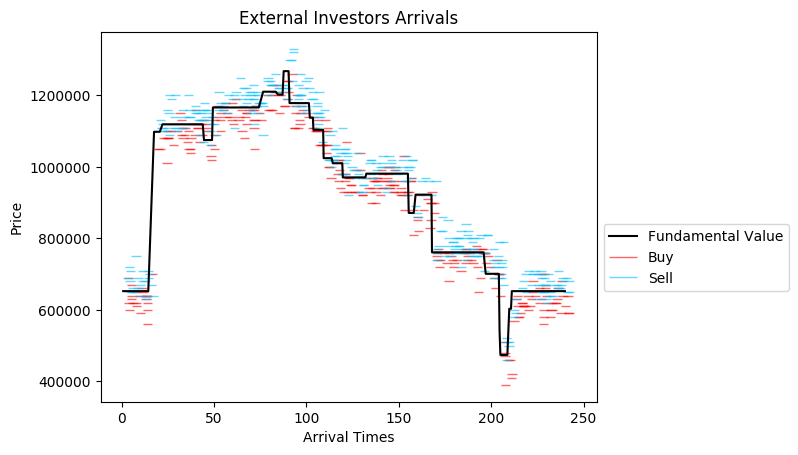 External Investors Arrivals
Price
1200000
1000000
800000
600000
400000
0 50 100 150 200 250
Arrival Times
Fundamental Value
Buy
Sell